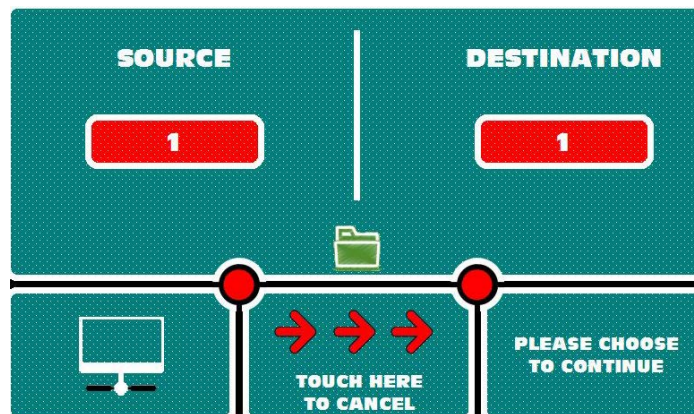 SOURCE
DESTINATION
1
1
TOUCH HERE
TO CANCEL
PLEASE CHOOSE
TO CONTINUE